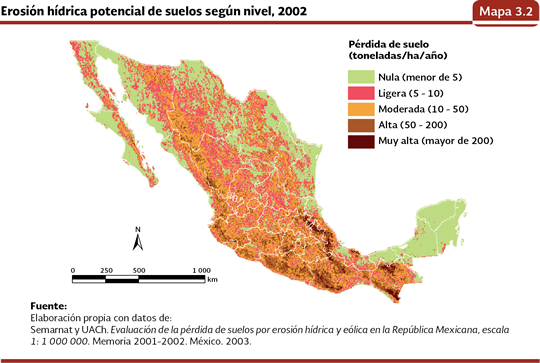 Erosión hídrica potencial de suelos según nivel, 2002
Mapa 3.2
Pérdida de suelo
(toneladas/ha/año)
Nula (menor de 5)
Ligera (5 - 10)
Moderada (10 - 50)
Alta (50 - 200)
Muy alta (mayor de 200)
N
0 250 500 1 000
km
Fuente:
Elaboración propia con datos de:
Semarnat y UACh. Evaluación de la pérdida de suelos por erosión hídrica y eólica en la República Mexicana, escala
1: 1 000 000. Memoria 2001-2002. México. 2003.